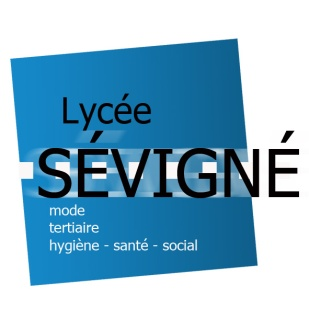 Lycée
SÉVIGNÉ
mode
tertiaire
hygiène - santé - social